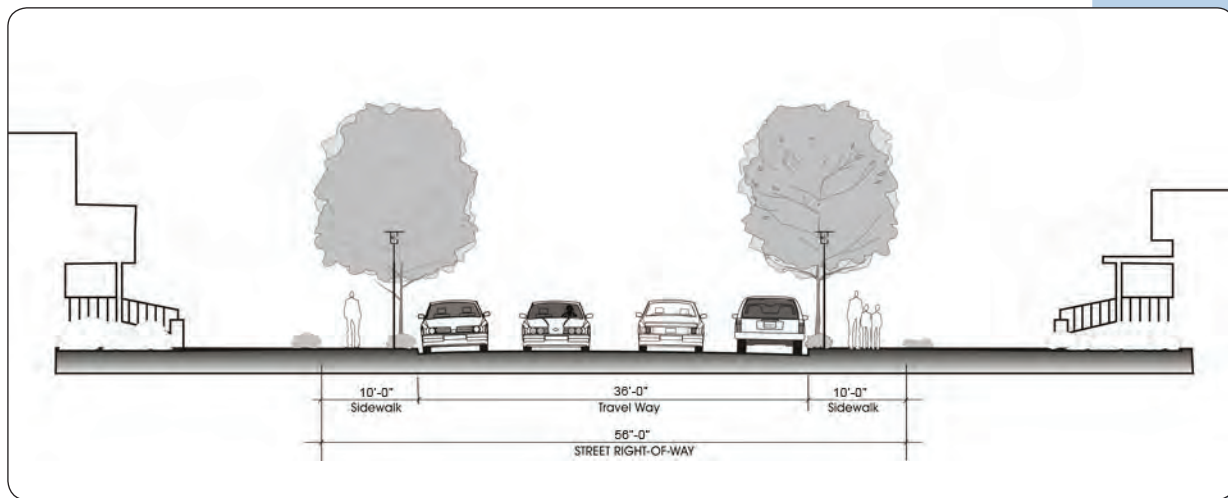 10'-0"
Sidewalk
36'-0"
Travel Way
10'-0"
Sidewalk
56"-0"
STREET RIGHT-OF-WAY